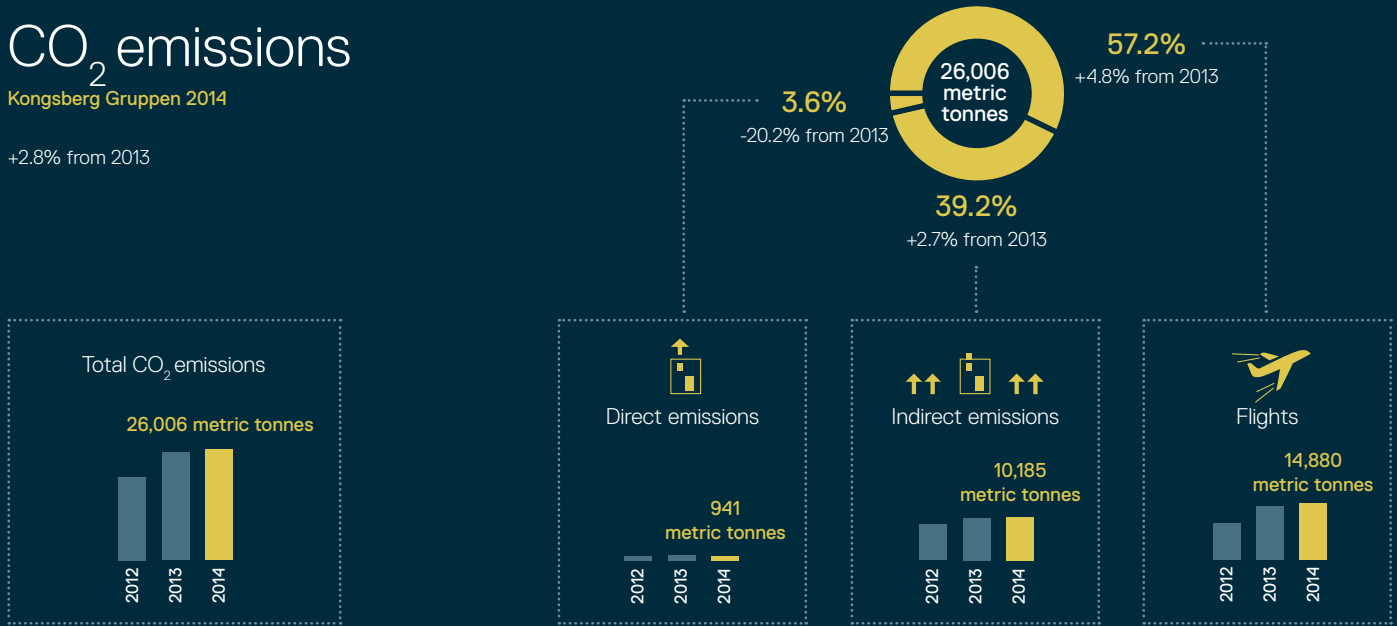 CO2 emissions
Kongsberg Gruppen 2014
+2.8% from 2013
26,006
metric
tonnes
57.2%
+4.8% from 2013
3.6%
-20.2% from 2013
39.2%
+2.7% from 2013
Total CO2 emissions
26,006 metric tonnes
2012
2013
2014
Direct emissions
941
metric tonnes
2012
2013
2014
Indirect emissions
10,185
metric tonnes
2012
2013
2014
Flights
14,880
metric tonnes
2012
2013
2014